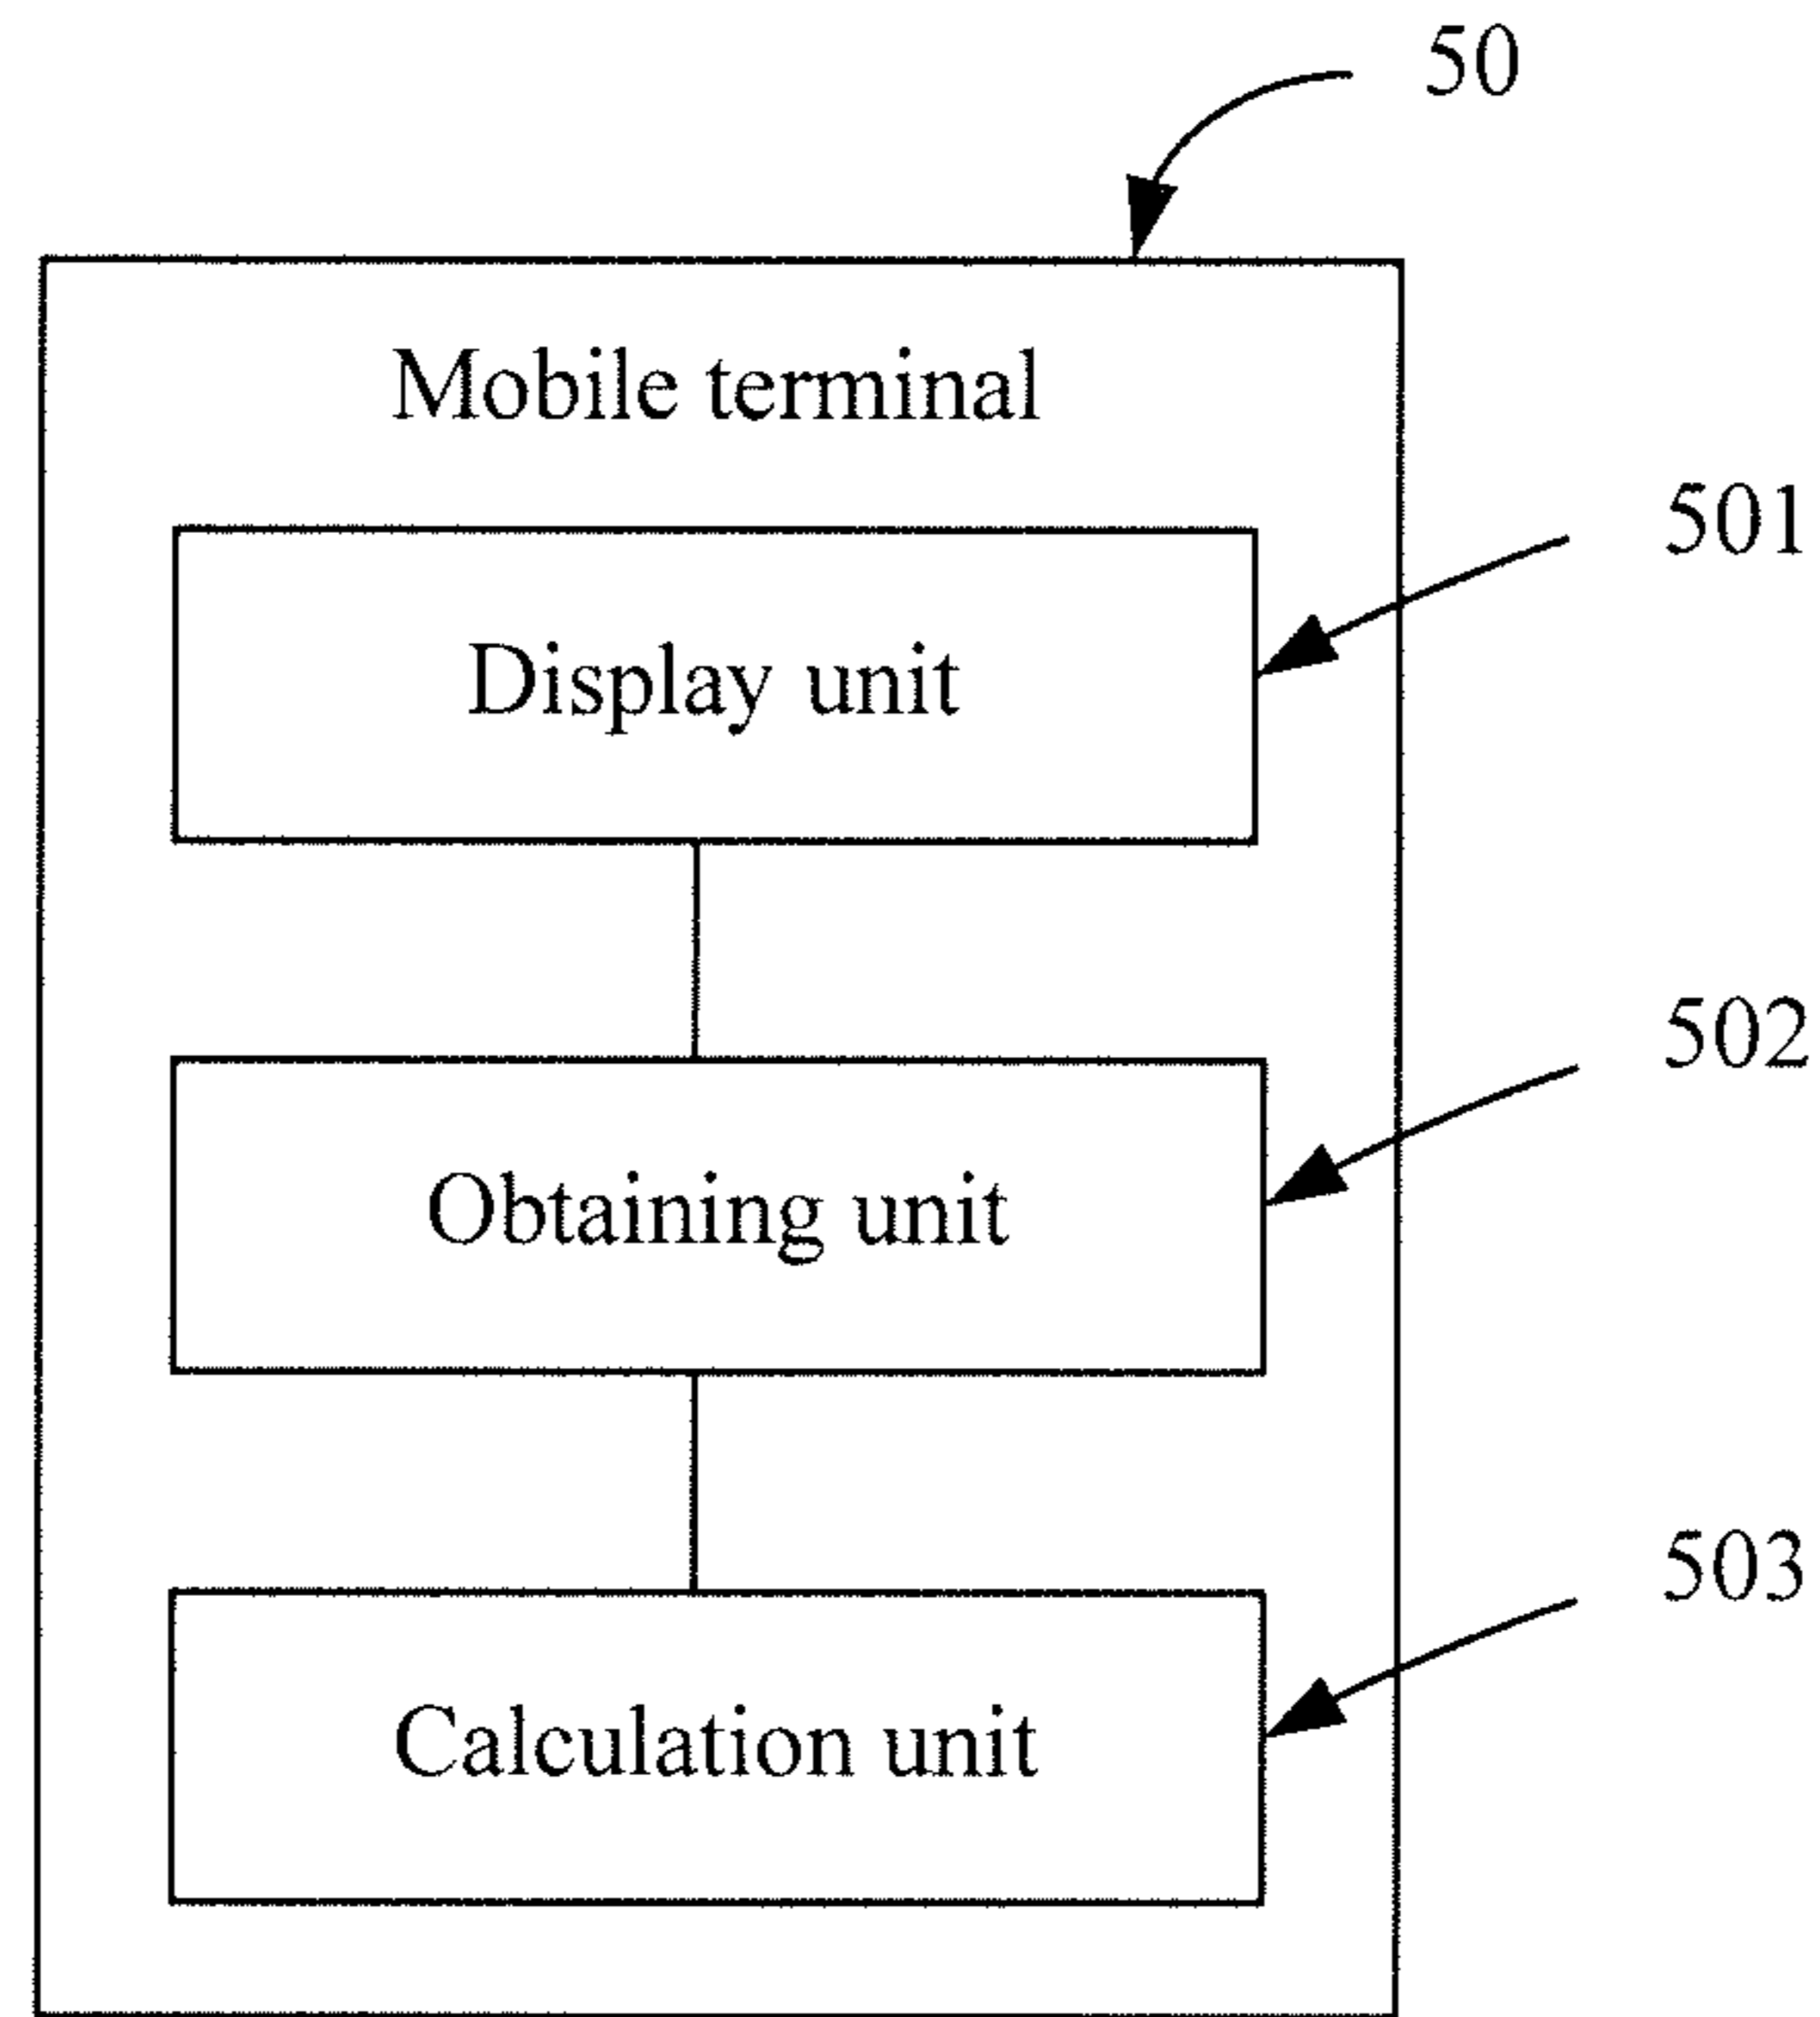 50
Mobile terminal
501
Display unit
502
Obtaining unit
503
Calculation unit